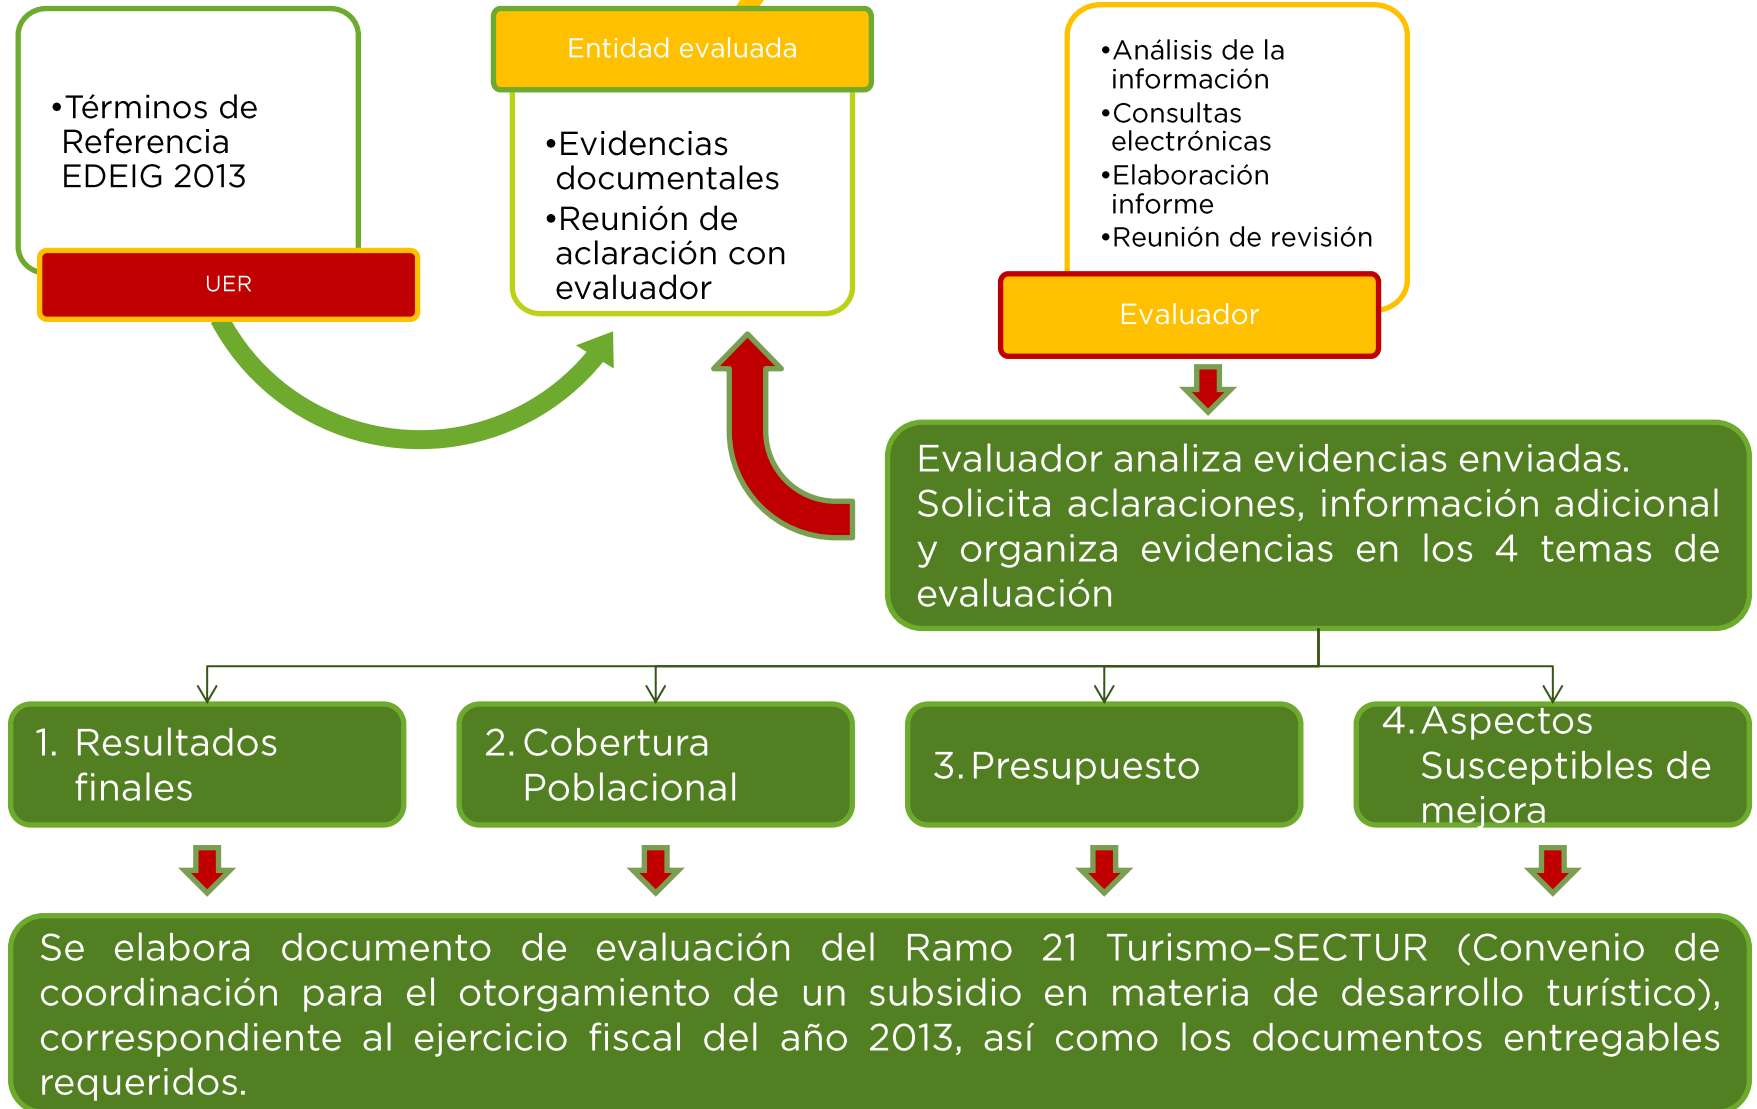 •Términos de
Referencia
EDEIG 2013
UER
Entidad evaluada
•Evidencias
documentales
•Reunión de
aclaración con
evaluador
•Análisis de la
información
•Consultas
electrónicas
•Elaboración
informe
•Reunión de revisión
Evaluador
Evaluador analiza evidencias enviadas.
Solicita aclaraciones, información adicional
y organiza evidencias en los 4 temas de
evaluación
1. Resultados
finales
2. Cobertura
Poblacional
3. Presupuesto
4. Aspectos
Susceptibles de
mejora
Se elabora documento de evaluación del Ramo 21 Turismo–SECTUR (Convenio de
coordinación para el otorgamiento de un subsidio en materia de desarrollo turístico),
correspondiente al ejercicio fiscal del año 2013, así como los documentos entregables
requeridos.